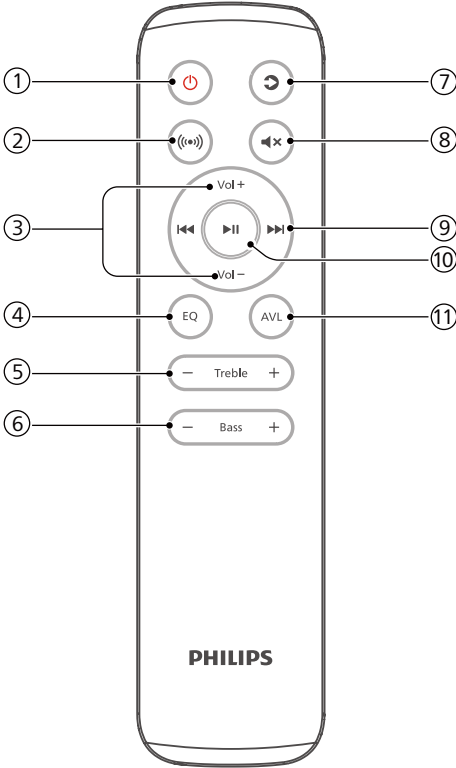 1
7
2
8
Vol +
3
9
10
Vol −
4
EQ
AVL
11
5
− Treble +
6
− Bass +
PHILIPS